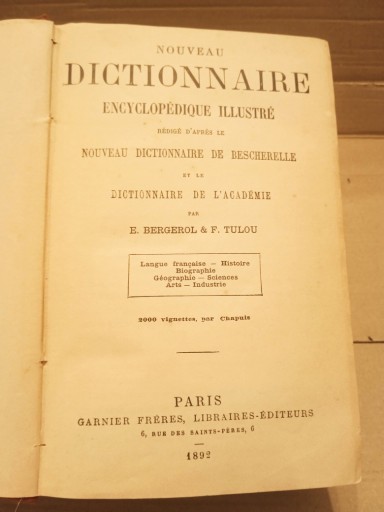 NOUVEAU
DICTIONNAIRE
ENCYCLOPÉDIQUE ILLUSTRÉ
RÉDIGÉ D'APRÈS LE
NOUVEAU DICTIONNAIRE DE BESCHERELLE
ET LE
DICTIONNAIRE DE L'ACADÉMIE
PAR
E. BERGEROL & F. TULOU
Langue française — Histoire
Biographie
Géographie — Sciences
Arts — Industrie
2000 vignettes, par Chapuis
PARIS
GARNIER FRÈRES, LIBRAIRES-ÉDITEURS
6, RUE DES SAINTS-PÈRES, 6
1892